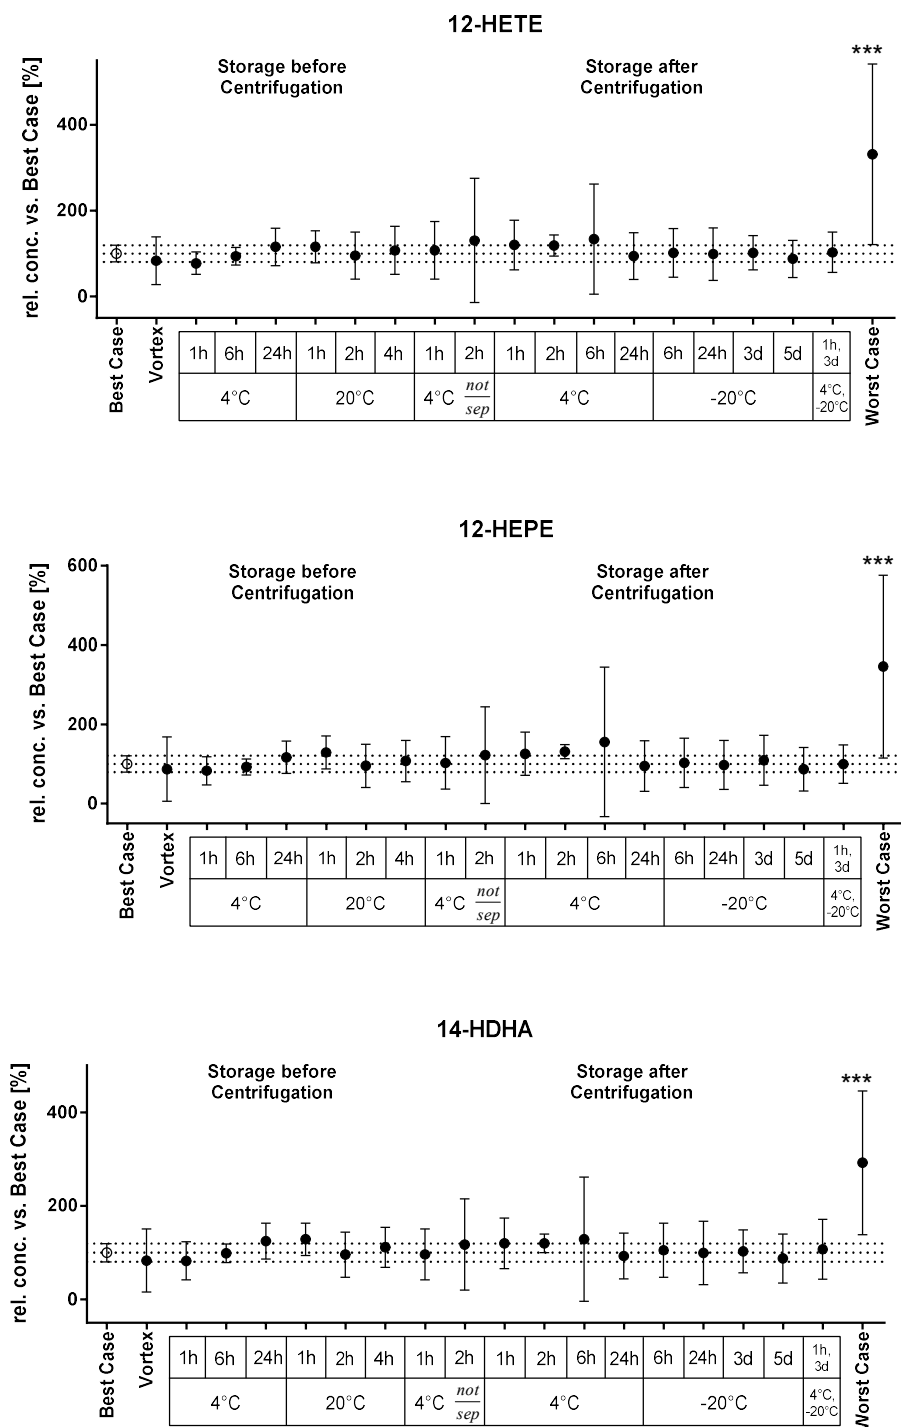 12-HETE
***
Storage before
Centrifugation
Storage after
Centrifugation
rel. conc. vs. Best Case [%]
400
200
0
Best Case
Vortex
1h 6h 24h 1h 2h 4h 1h 2h 1h 2h 6h 24h 6h 24h 3d 5d 1h, 3d
4°C 20°C 4°C not sep 4°C -20°C 4°C, -20°C
Worst Case
12-HEPE
***
Storage before
Centrifugation
Storage after
Centrifugation
rel. conc. vs. Best Case [%]
600
400
200
0
Best Case
Vortex
1h 6h 24h 1h 2h 4h 1h 2h 1h 2h 6h 24h 6h 24h 3d 5d 1h, 3d
4°C 20°C 4°C not sep 4°C -20°C 4°C, -20°C
Worst Case
14-HDHA
***
Storage before
Centrifugation
Storage after
Centrifugation
rel. conc. vs. Best Case [%]
400
200
0
Best Case
Vortex
1h 6h 24h 1h 2h 4h 1h 2h 1h 2h 6h 24h 6h 24h 3d 5d 1h, 3d
4°C 20°C 4°C not sep 4°C -20°C 4°C, -20°C
Worst Case